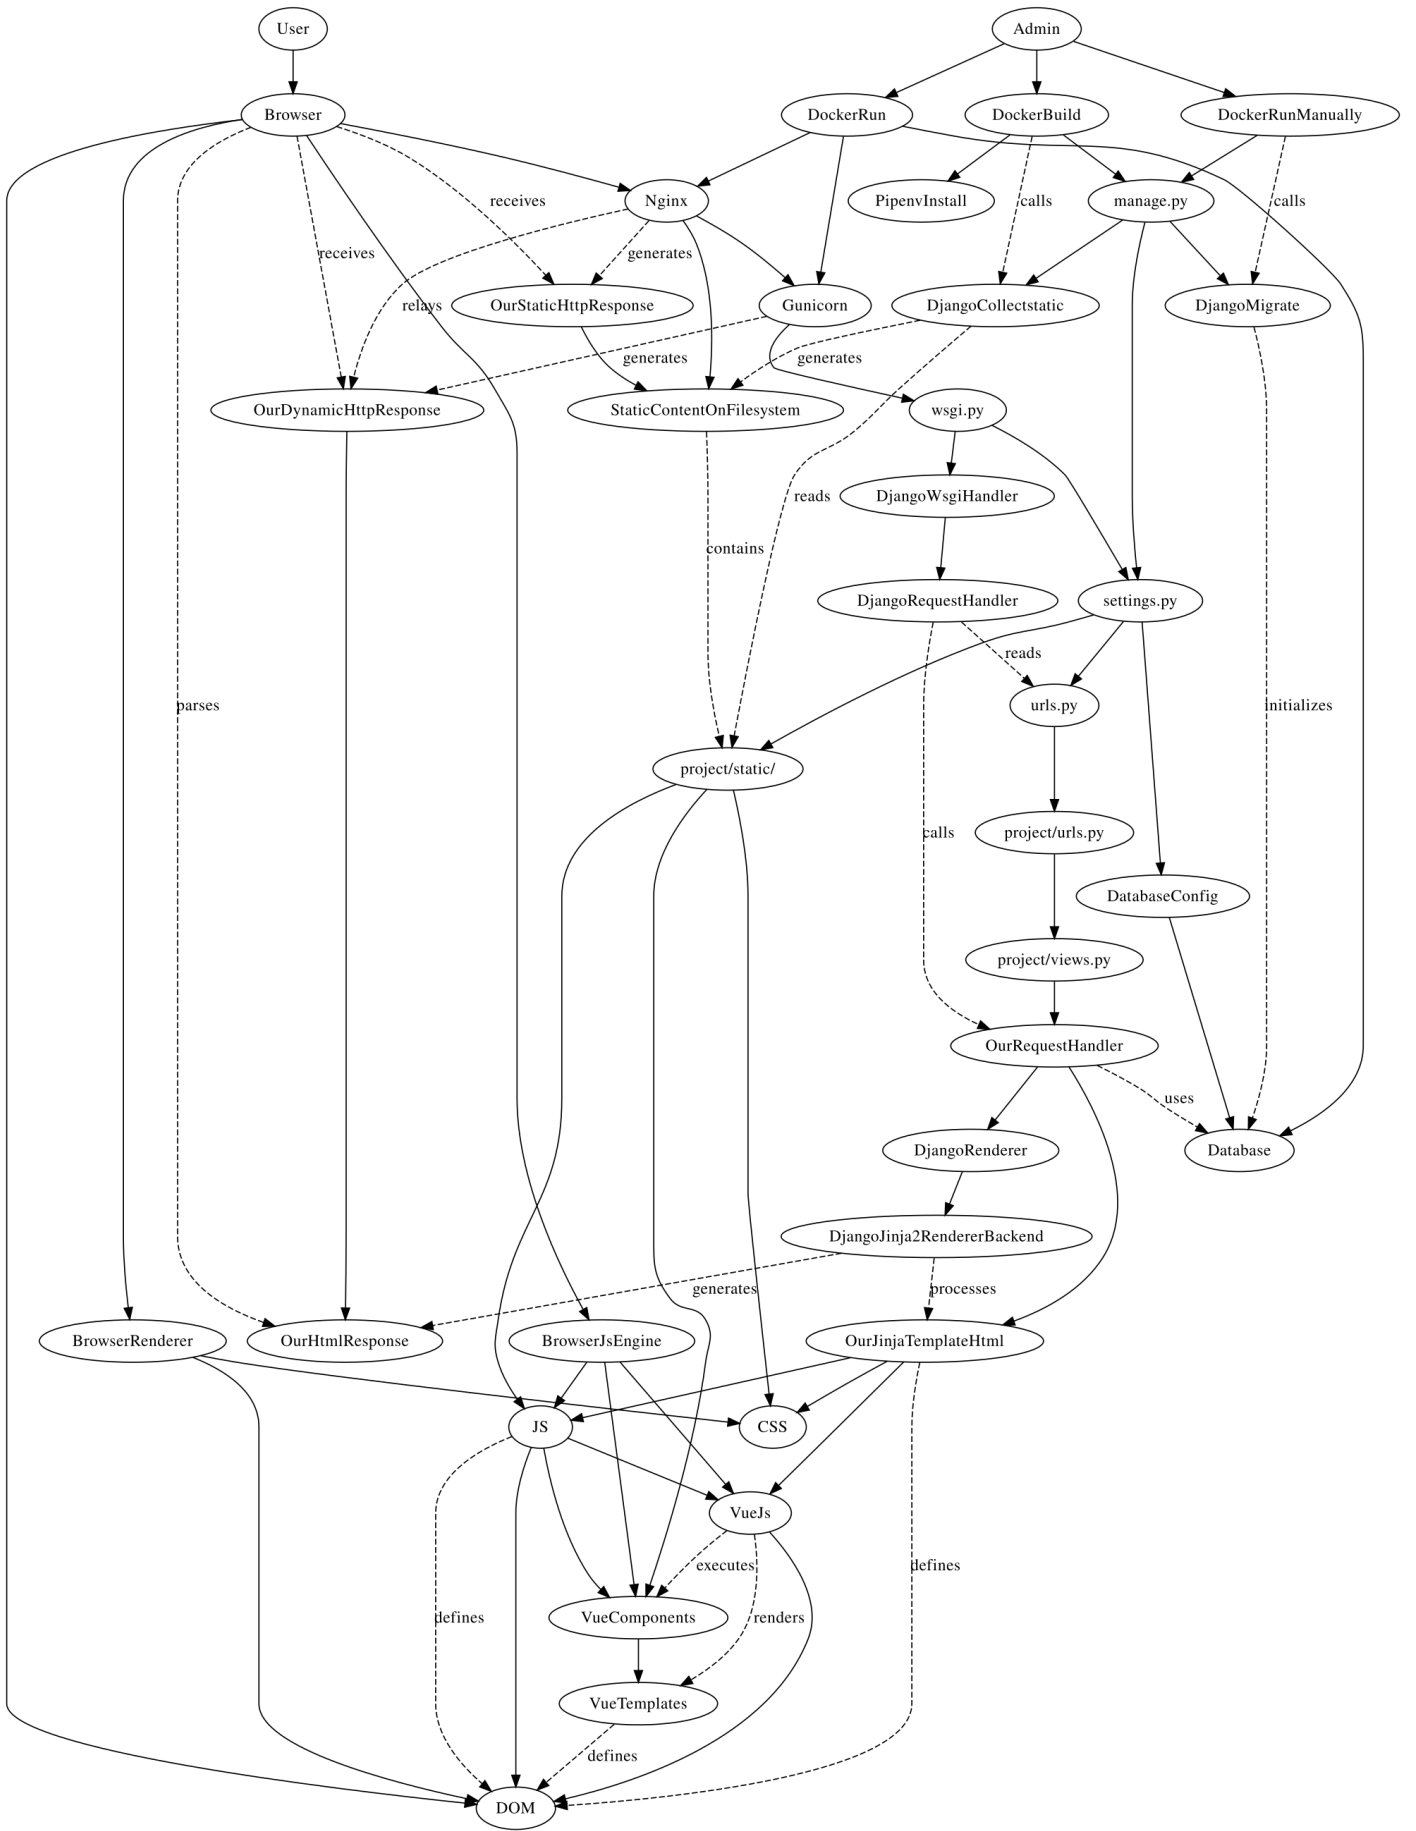 User
Admin
Browser
DockerRun
DockerBuild
DockerRunManually
receives
Nginx
PipenvInstall
calls
manage.py
calls
receives
generates
relays
OurStaticHttpResponse
Gunicorn
DjangoCollectstatic
DjangoMigrate
generates
generates
OurDynamicHttpResponse
StaticContentOnFilesystem
wsgi.py
reads
DjangoWsgiHandler
contains
DjangoRequestHandler
settings.py
reads
parses
urls.py
initializes
project/static/
calls
project/urls.py
DatabaseConfig
project/views.py
OurRequestHandler
uses
DjangoRenderer
Database
DjangoJinja2RendererBackend
generates
processes
BrowserRenderer
OurHtmlResponse
BrowserJsEngine
OurJinjaTemplateHtml
JS
CSS
VueJs
executes
defines
defines
VueComponents
renders
VueTemplates
defines
DOM